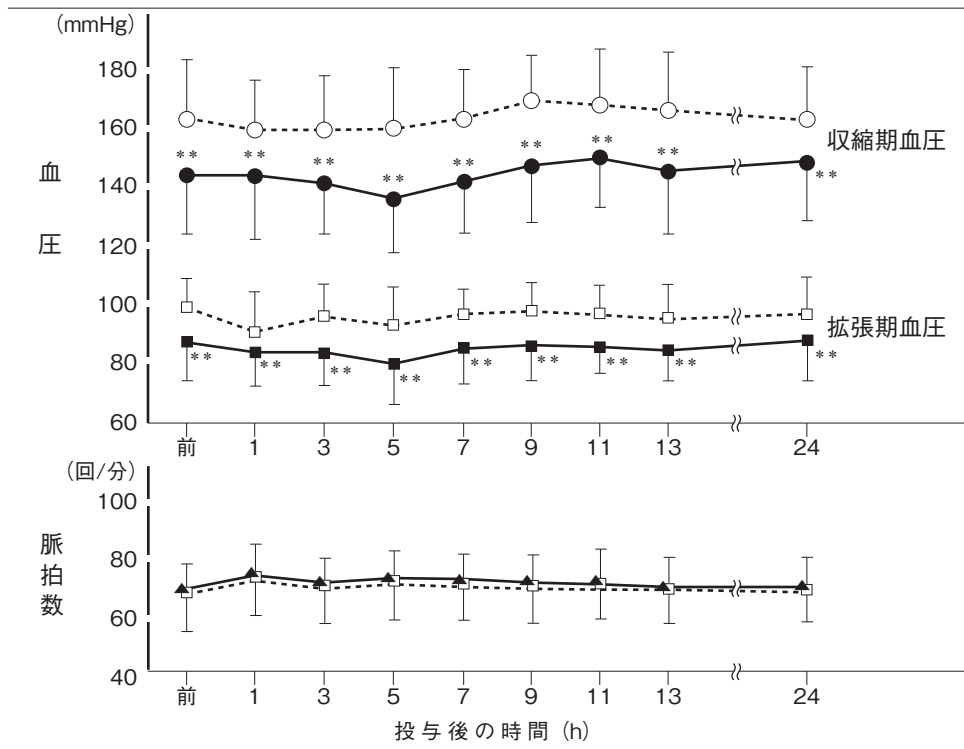 (mmHg)
180
160
140
120
100
80
60
血圧
収縮期血圧
拡張期血圧
** ** ** ** ** ** ** ** **
** ** ** ** ** ** ** ** **
前 1 3 5 7 9 11 13 24
(回/分)
100
80
60
40
脈拍数
前 1 3 5 7 9 11 13 24
投与後の時間 (h)